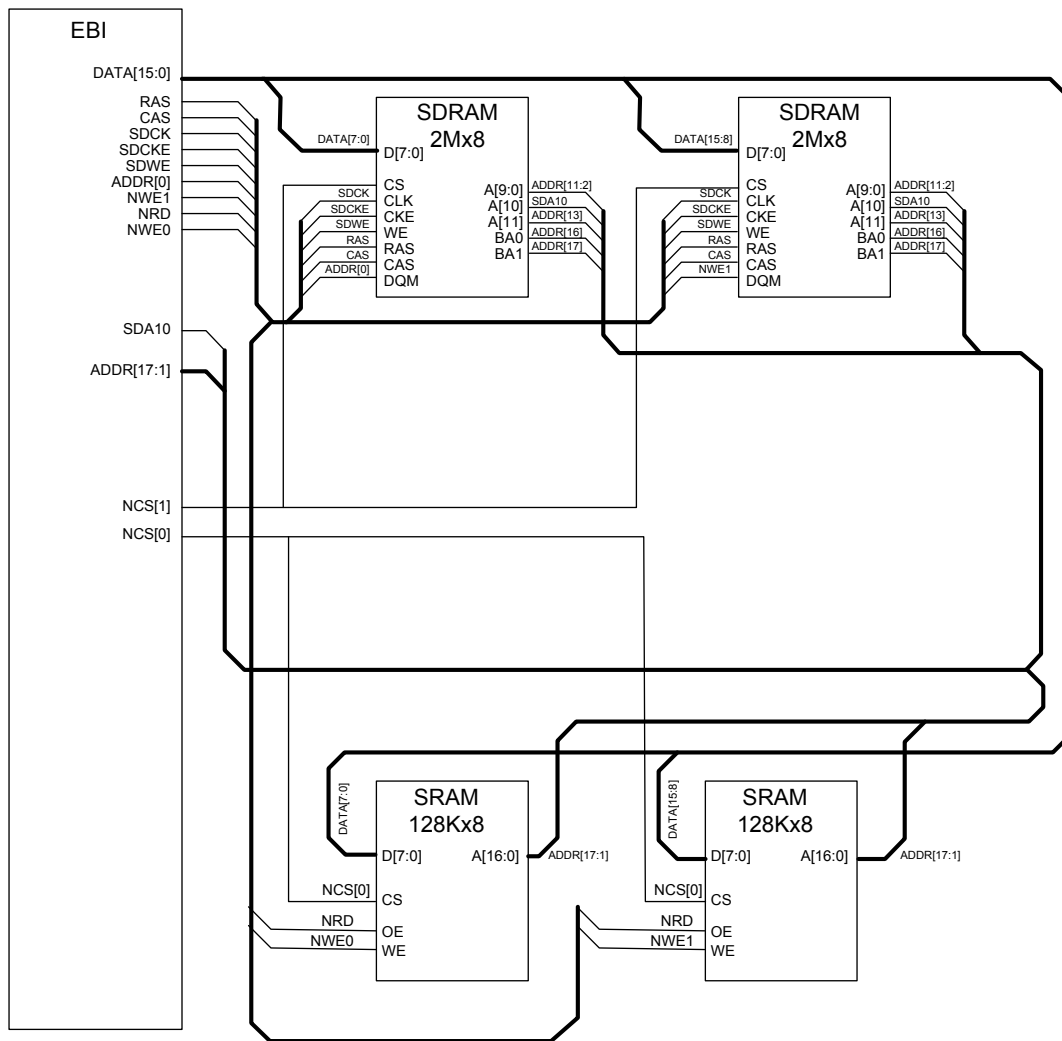 EBI
DATA[15:0]
RAS
CAS
SDCK
SDCKE
SDWE
ADDR[0]
NWE1
NRD
NWE0
SDA10
ADDR[17:1]
NCS[1]
NCS[0]
SDRAM
2Mx8
DATA[7:0]
D[7:0]
CS
SDCK
CLK
SDCKE
CKE
SDWE
WE
RAS
RAS
CAS
CAS
ADDR[0]
DQM
A[9:0]
ADDR[11:2]
A[10]
SDA10
A[11]
ADDR[13]
BA0
ADDR[16]
BA1
ADDR[17]
SDRAM
2Mx8
DATA[15:8]
D[7:0]
CS
SDCK
CLK
SDCKE
CKE
SDWE
WE
RAS
RAS
CAS
CAS
NWE1
DQM
A[9:0]
ADDR[11:2]
A[10]
SDA10
A[11]
ADDR[13]
BA0
ADDR[16]
BA1
ADDR[17]
SRAM
128Kx8
DATA[7:0]
D[7:0]
A[16:0]
ADDR[17:1]
NCS[0]
CS
NRD
OE
NWE0
WE
SRAM
128Kx8
DATA[15:8]
D[7:0]
A[16:0]
ADDR[17:1]
NCS[0]
CS
NRD
OE
NWE1
WE